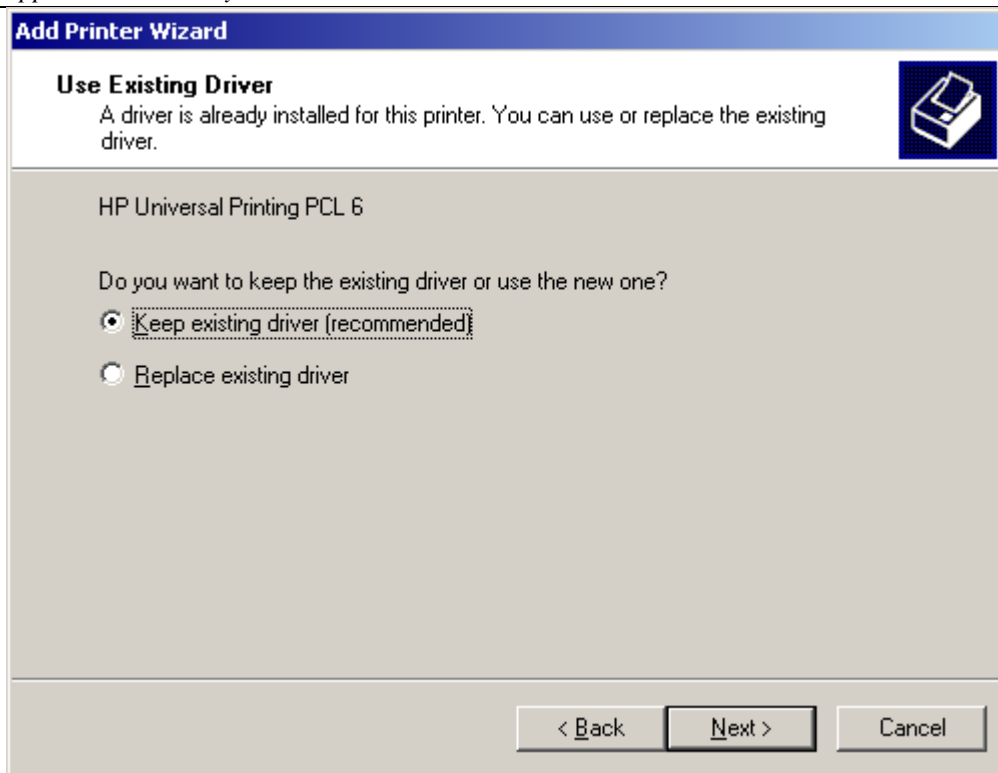 Add Printer Wizard
Use Existing Driver
A driver is already installed for this printer. You can use or replace the existing
driver.
HP Universal Printing PCL 6
Do you want to keep the existing driver or use the new one?
Keep existing driver (recommended)
Replace existing driver
< Back Next > Cancel